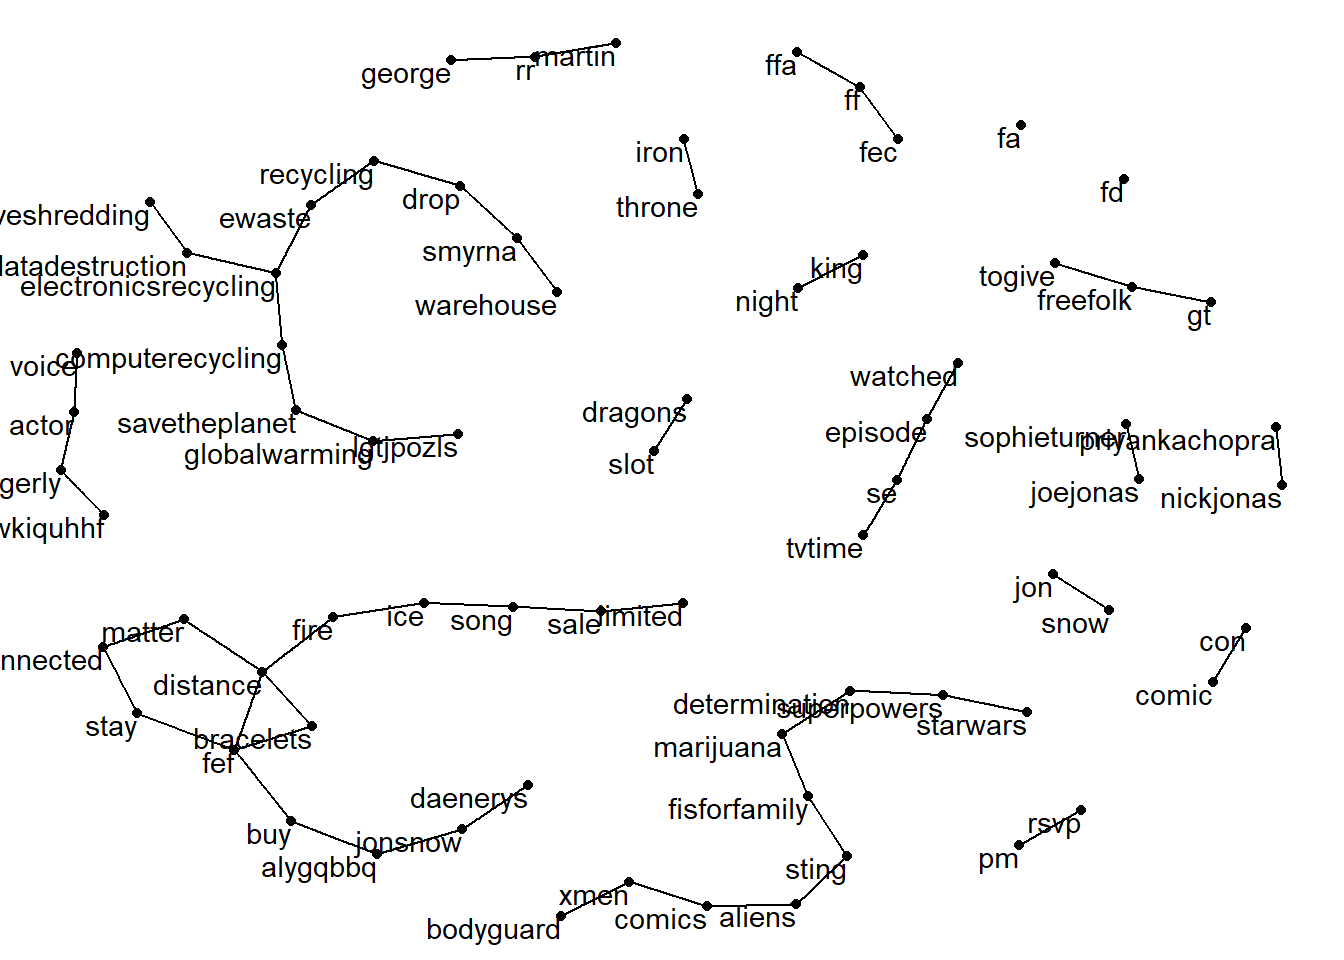 george
rr
martin
ffa
ff
fec
fa
fd
iron
throne
recycling
drop
ewaste
smyrna
warehouse
yeshredding
latadestruction
electronicsrecycling
king
night
togive
freefolk
gt
voice
computerecycling
actor
savetheplanet
globalwarming
lgtjpozls
gerly
wkiquhhf
dragons
slot
watched
episode
se
tvtime
sophieturner
priyankachopra
joejonas
nickjonas
jon
snow
con
comic
matter
nnected
fire
ice
song
sale
limited
distance
stay
bracelets
fef
buy
alygqbbq
jonsnow
daenerys
determination
superpowers
starwars
marijuana
fisforfamily
sting
aliens
comics
xmen
bodyguard
rsvp
pm